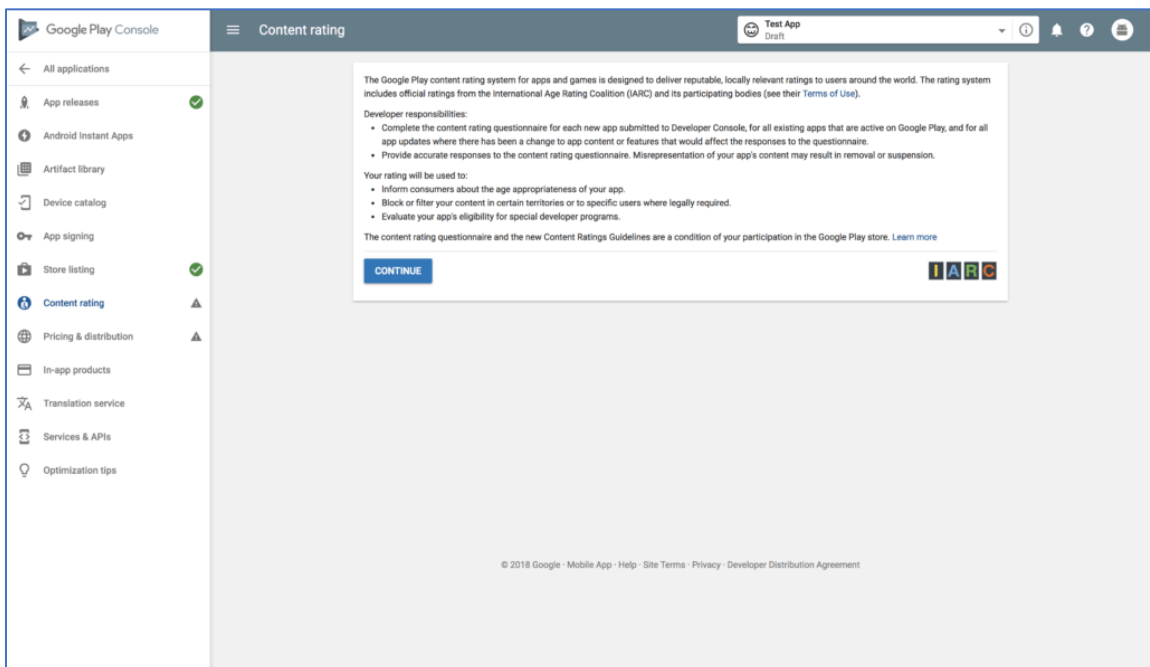 Google Play Console
Content rating
Test App
Draft
All applications
App releases
Android Instant Apps
Artifact library
Device catalog
App signing
Store listing
Content rating
Pricing & distribution
In-app products
Translation service
Services & APIs
Optimization tips
The Google Play content rating system for apps and games is designed to deliver reputable, locally relevant ratings to users around the world. The rating system
includes official ratings from the International Age Rating Coalition (IARC) and its participating bodies (see their Terms of Use).
Developer responsibilities:
• Complete the content rating questionnaire for each new app submitted to Developer Console, for all existing apps that are active on Google Play, and for all
app updates where there has been a change to app content or features that would affect the responses to the questionnaire.
• Provide accurate responses to the content rating questionnaire. Misrepresentation of your app's content may result in removal or suspension.
Your rating will be used to:
• Inform consumers about the age appropriateness of your app.
• Block or filter your content in certain territories or to specific users where legally required.
• Evaluate your app's eligibility for special developer programs.
The content rating questionnaire and the new Content Ratings Guidelines are a condition of your participation in the Google Play store. Learn more
CONTINUE
IARC
© 2018 Google · Mobile App · Help · Site Terms · Privacy · Developer Distribution Agreement